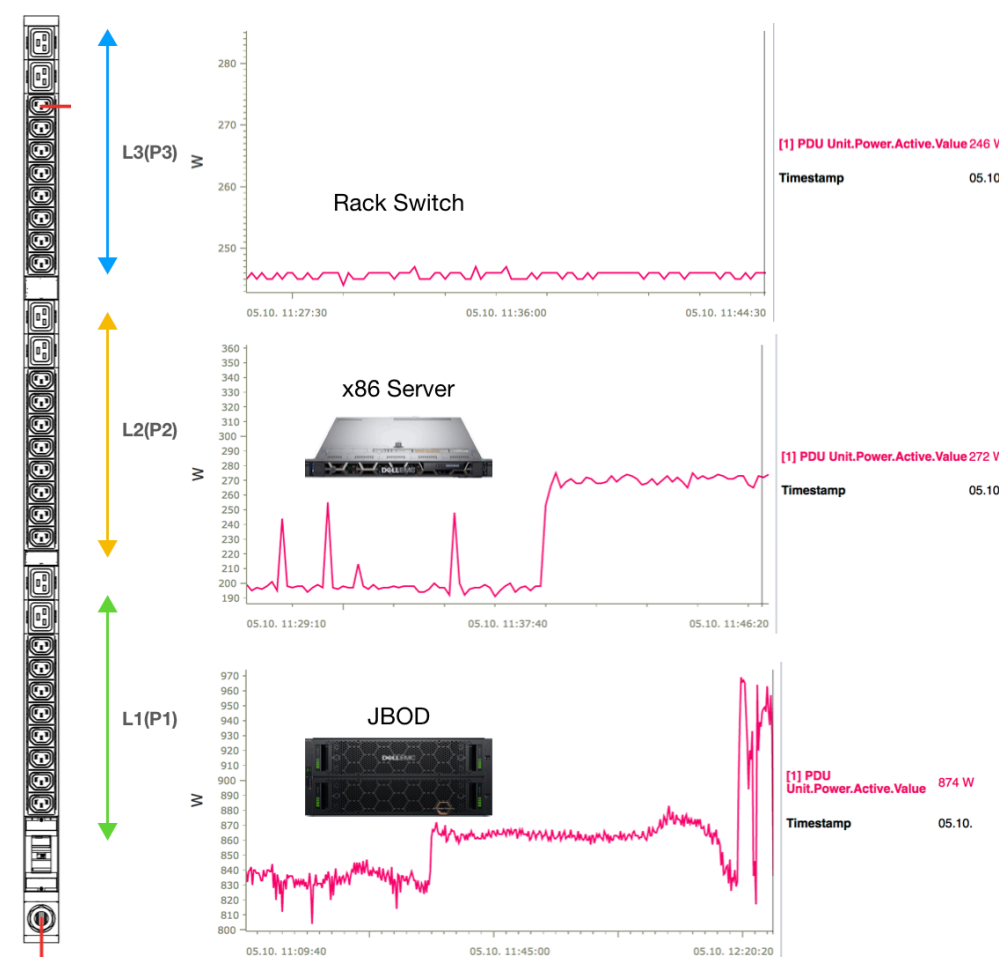 L3(P3)
280
270
260
250
W
Rack Switch
05.10. 11:27:30
05.10. 11:36:00
05.10. 11:44:30
[1] PDU Unit.Power.Active.Value 246 W
Timestamp 05.10
L2(P2)
360
350
340
330
320
310
300
290
280
270
260
250
240
230
220
210
200
190
W
x86 Server
DELLEMC
05.10. 11:29:10
05.10. 11:37:40
05.10. 11:46:20
[1] PDU Unit.Power.Active.Value 272 W
Timestamp 05.10
L1(P1)
970
960
950
940
930
920
910
900
890
880
870
860
850
840
830
820
810
800
W
JBOD
DELLEMC
05.10. 11:09:40
05.10. 11:45:00
05.10. 12:20:20
[1] PDU
Unit.Power.Active.Value 874 W
Timestamp 05.10.